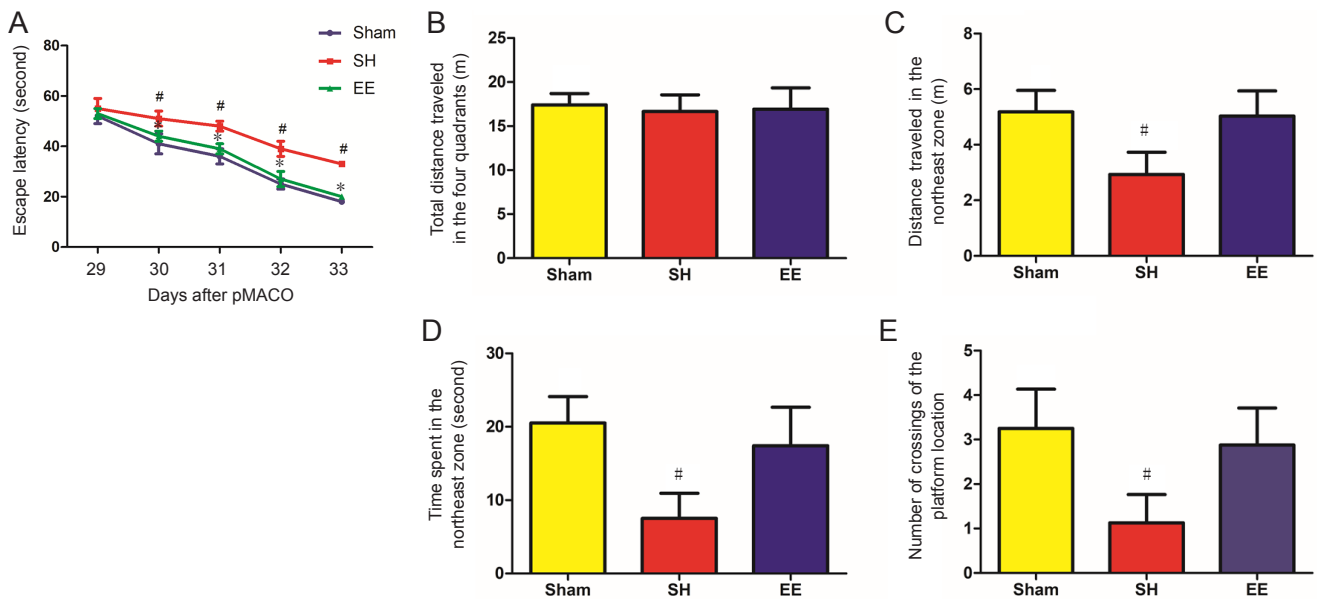 A
Escape latency (second)
80
60
40
20
0
Sham
SH
EE
#
#
#
#
*
*
*
*
29 30 31 32 33
Days after pMACO
B
Total distance traveled
in the four quadrants (m)
25
20
15
10
5
0
Sham SH EE
C
Distance traveled in the
northeast zone (m)
8
6
4
2
0
#
Sham SH EE
D
Time spent in the
northeast zone (second)
30
20
10
0
#
Sham SH EE
E
Number of crossings of the
platform location
5
4
3
2
1
0
#
Sham SH EE